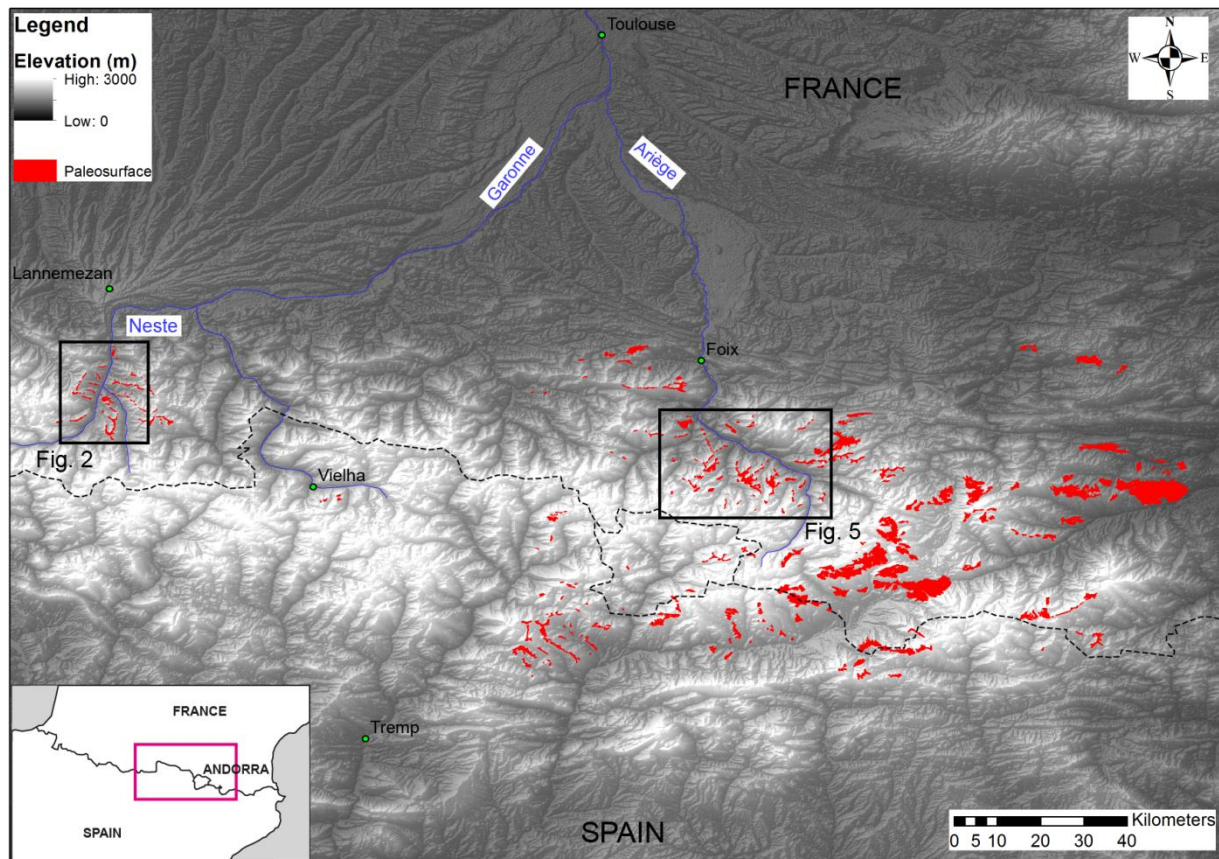 Legend
Elevation (m)
High: 3000
Low: 0
Paleosurface
Toulouse
N
W E
S
FRANCE
Garonne
Ariège
Lannemezan
Neste
Foix
Fig. 2
Vielha
Fig. 5
Tremp
FRANCE
ANDORRA
SPAIN
SPAIN
Kilometers
0 5 10 20 30 40